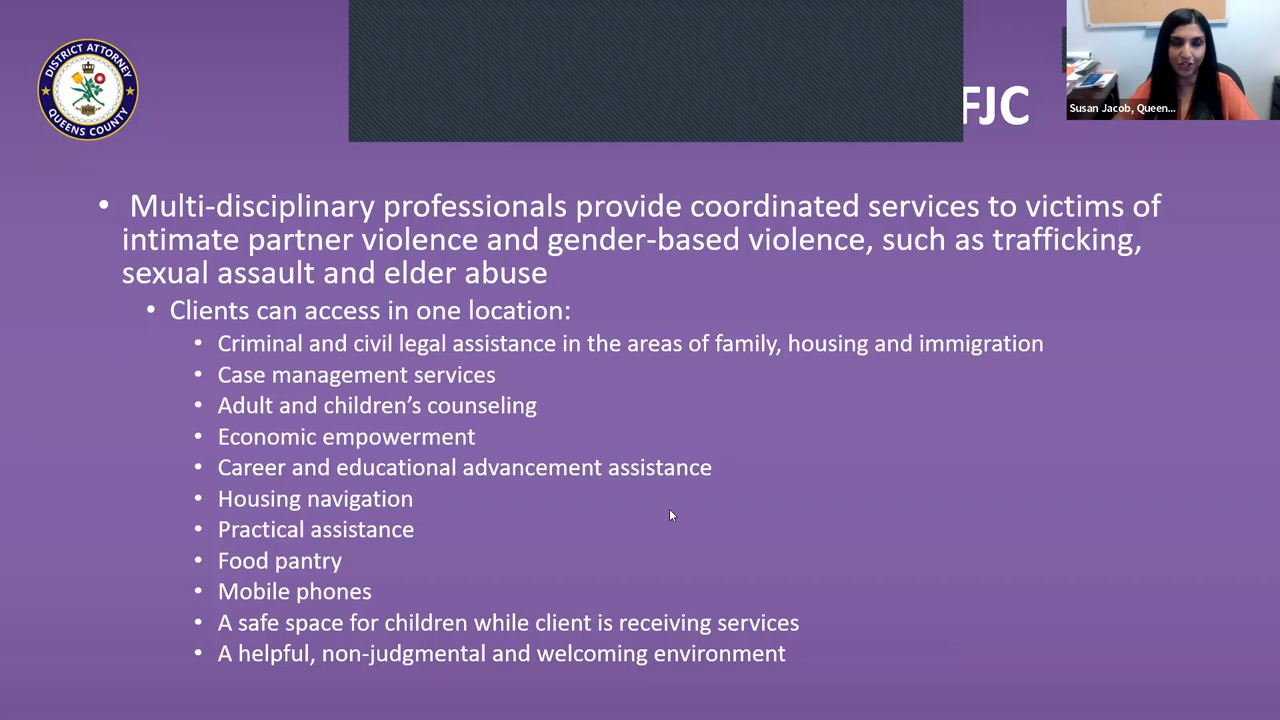 DISTRICT ATTORNEY
QUEENS COUNTY
FJC
Susan Jacob, Queen...
• Multi-disciplinary professionals provide coordinated services to victims of
intimate partner violence and gender-based violence, such as trafficking,
sexual assault and elder abuse
• Clients can access in one location:
• Criminal and civil legal assistance in the areas of family, housing and immigration
• Case management services
• Adult and children’s counseling
• Economic empowerment
• Career and educational advancement assistance
• Housing navigation
• Practical assistance
• Food pantry
• Mobile phones
• A safe space for children while client is receiving services
• A helpful, non-judgmental and welcoming environment